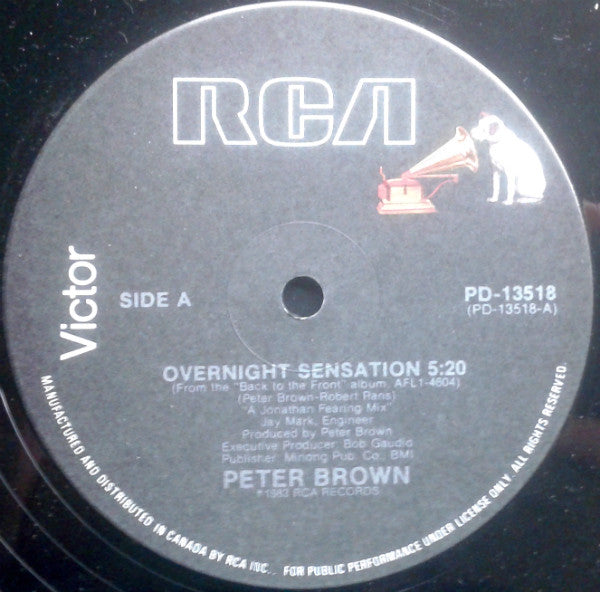 RCA
Victor
SIDE A
PD-13518
(PD-13518-A)
OVERNIGHT SENSATION 5:20
(From the "Back to the Front" album, AFL1-4604)
(Peter Brown-Robert Rans)
"A Jonathan Fearing Mix"
Jay Mark, Engineer
Produced by Peter Brown
Executive Producer: Bob Gaudio
Publisher: Minong Pub. Co., BMI
PETER BROWN
℗1983 RCA RECORDS
MANUFACTURED AND DISTRIBUTED IN CANADA BY RCA INC.. FOR PUBLIC PERFORMANCE UNDER LICENSE ONLY. ALL RIGHTS RESERVED.